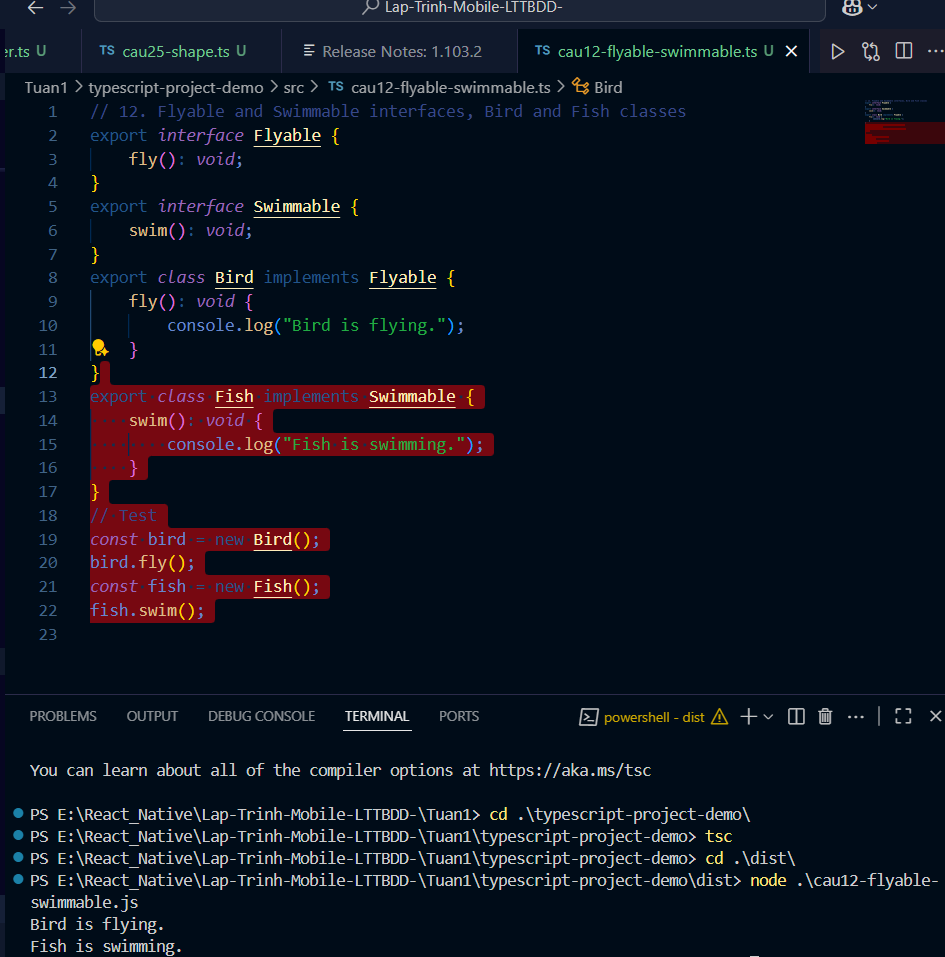 Lap-Trinh-Mobile-LTTBDD-
er.ts U
TS cau25-shape.ts U
Release Notes: 1.103.2
TS cau12-flyable-swimmable.ts U
Tuan1 > typescript-project-demo > src > TS cau12-flyable-swimmable.ts > Bird
1 // 12. Flyable and Swimmable interfaces, Bird and Fish classes
2 export interface Flyable {
3     fly(): void;
4 }
5 export interface Swimmable {
6     swim(): void;
7 }
8 export class Bird implements Flyable {
9     fly(): void {
10         console.log("Bird is flying.");
11     }
12 }
13 export class Fish implements Swimmable {
14     swim(): void {
15         console.log("Fish is swimming.");
16     }
17 }
18 // Test
19 const bird = new Bird();
20 bird.fly();
21 const fish = new Fish();
22 fish.swim();
23
PROBLEMS OUTPUT DEBUG CONSOLE TERMINAL PORTS
powershell - dist
You can learn about all of the compiler options at https://aka.ms/tsc
PS E:\React_Native\Lap-Trinh-Mobile-LTTBDD-\Tuan1> cd .\typescript-project-demo\
PS E:\React_Native\Lap-Trinh-Mobile-LTTBDD-\Tuan1\typescript-project-demo> tsc
PS E:\React_Native\Lap-Trinh-Mobile-LTTBDD-\Tuan1\typescript-project-demo> cd .\dist\
PS E:\React_Native\Lap-Trinh-Mobile-LTTBDD-\Tuan1\typescript-project-demo\dist> node .\cau12-flyable-
swimmable.js
Bird is flying.
Fish is swimming.